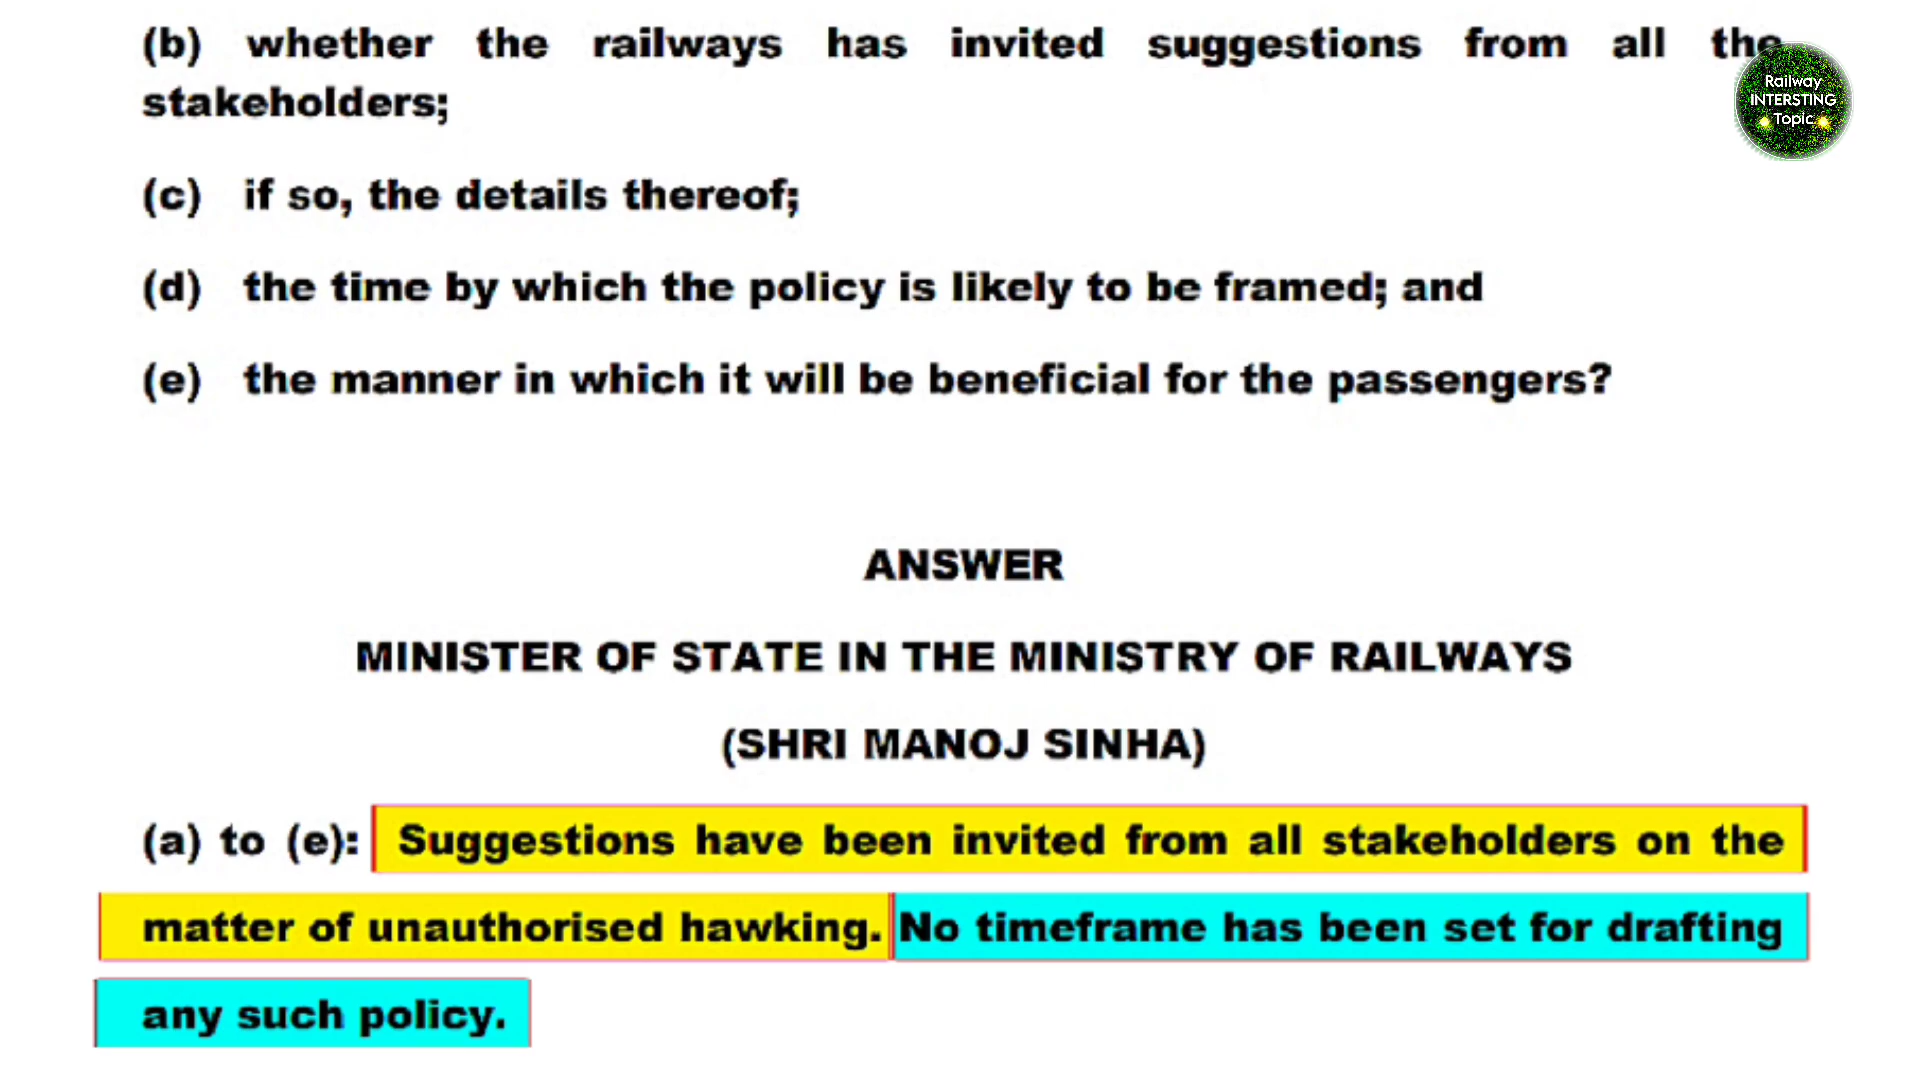 (b) whether the railways has invited suggestions from all the
stakeholders;
Railway
INTERSTING
Topic
(c) if so, the details thereof;
(d) the time by which the policy is likely to be framed; and
(e) the manner in which it will be beneficial for the passengers?
ANSWER
MINISTER OF STATE IN THE MINISTRY OF RAILWAYS
(SHRI MANOJ SINHA)
(a) to (e): Suggestions have been invited from all stakeholders on the
matter of unauthorised hawking. No timeframe has been set for drafting
any such policy.